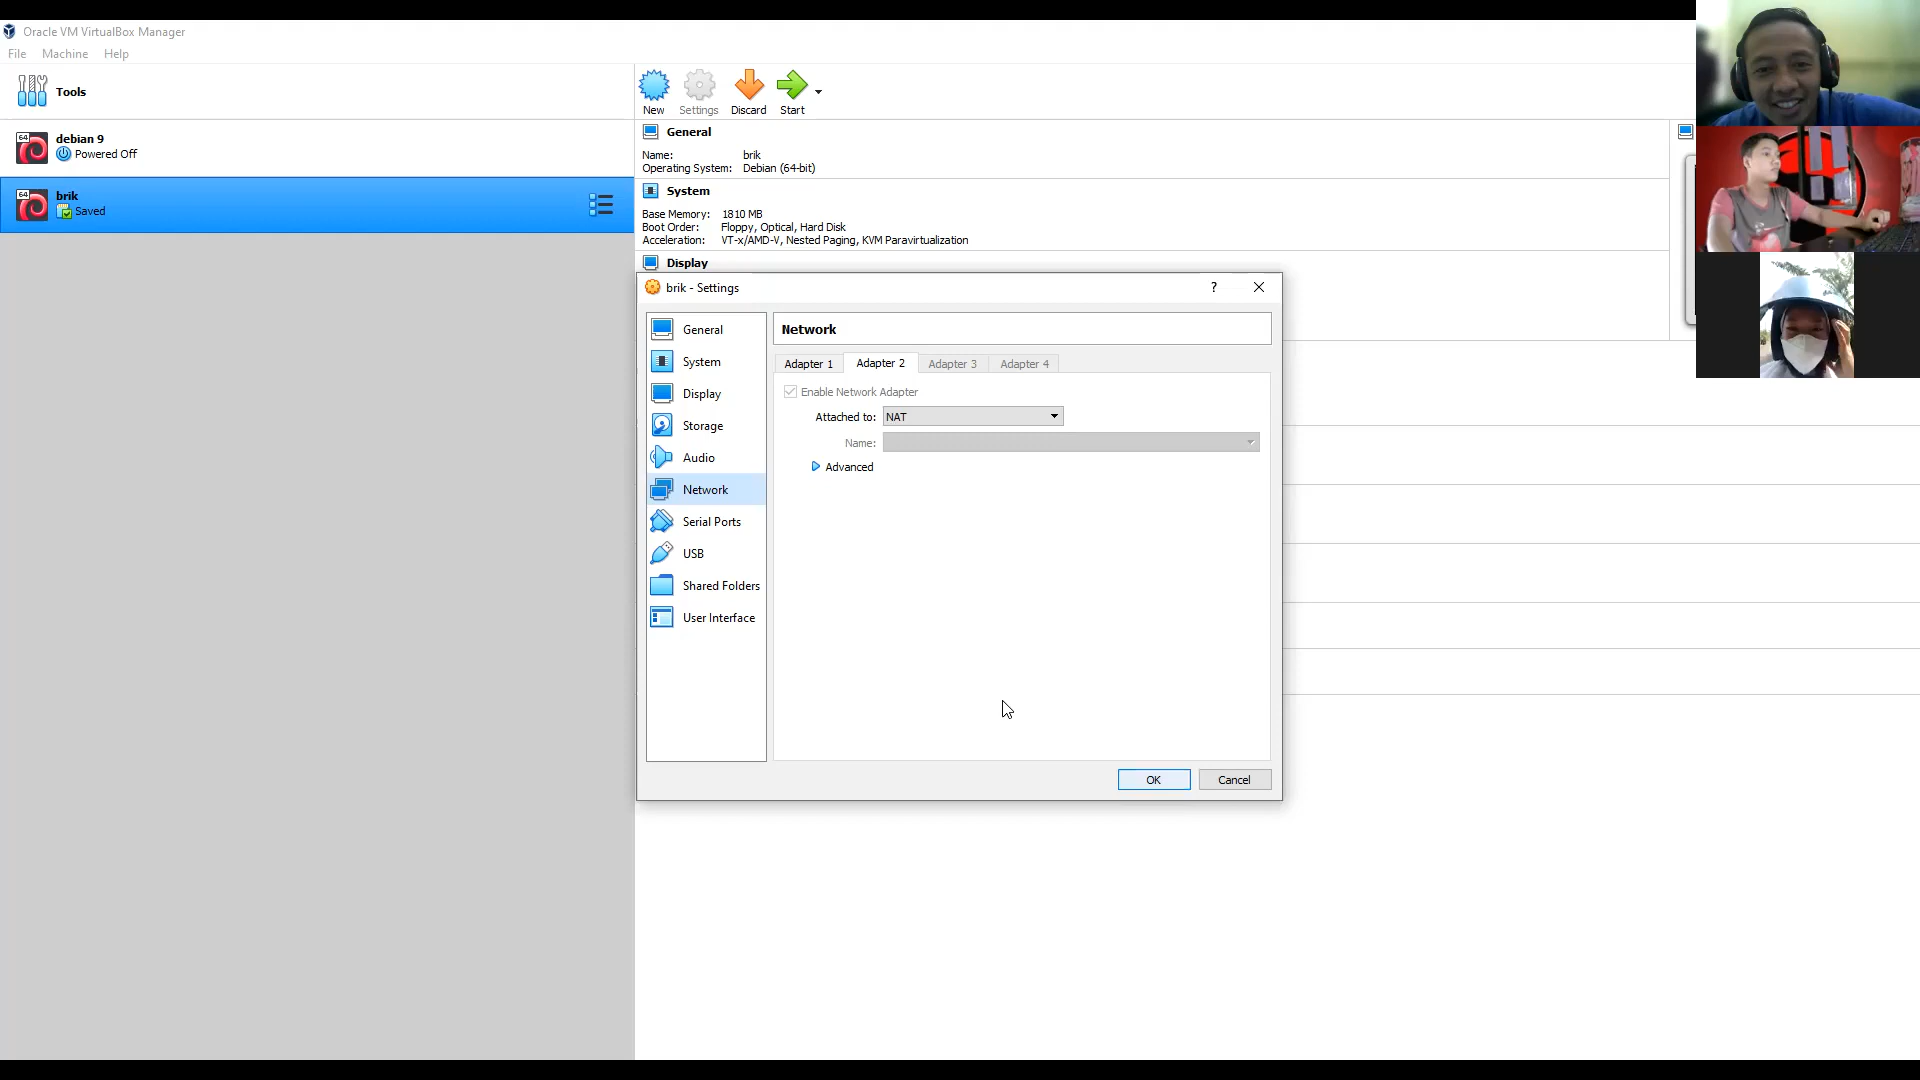 Oracle VM VirtualBox Manager
File Machine Help
Tools
New Settings Discard Start
64
debian 9
Powered Off
64
brik
Saved
General
Name: brik
Operating System: Debian (64-bit)
System
Base Memory: 1810 MB
Boot Order: Floppy, Optical, Hard Disk
Acceleration: VT-x/AMD-V, Nested Paging, KVM Paravirtualization
Display
brik - Settings ?
General
System
Display
Storage
Audio
Network
Serial Ports
USB
Shared Folders
User Interface
Network
Adapter 1 Adapter 2 Adapter 3 Adapter 4
Enable Network Adapter
Attached to: NAT
Name:
Advanced
OK Cancel